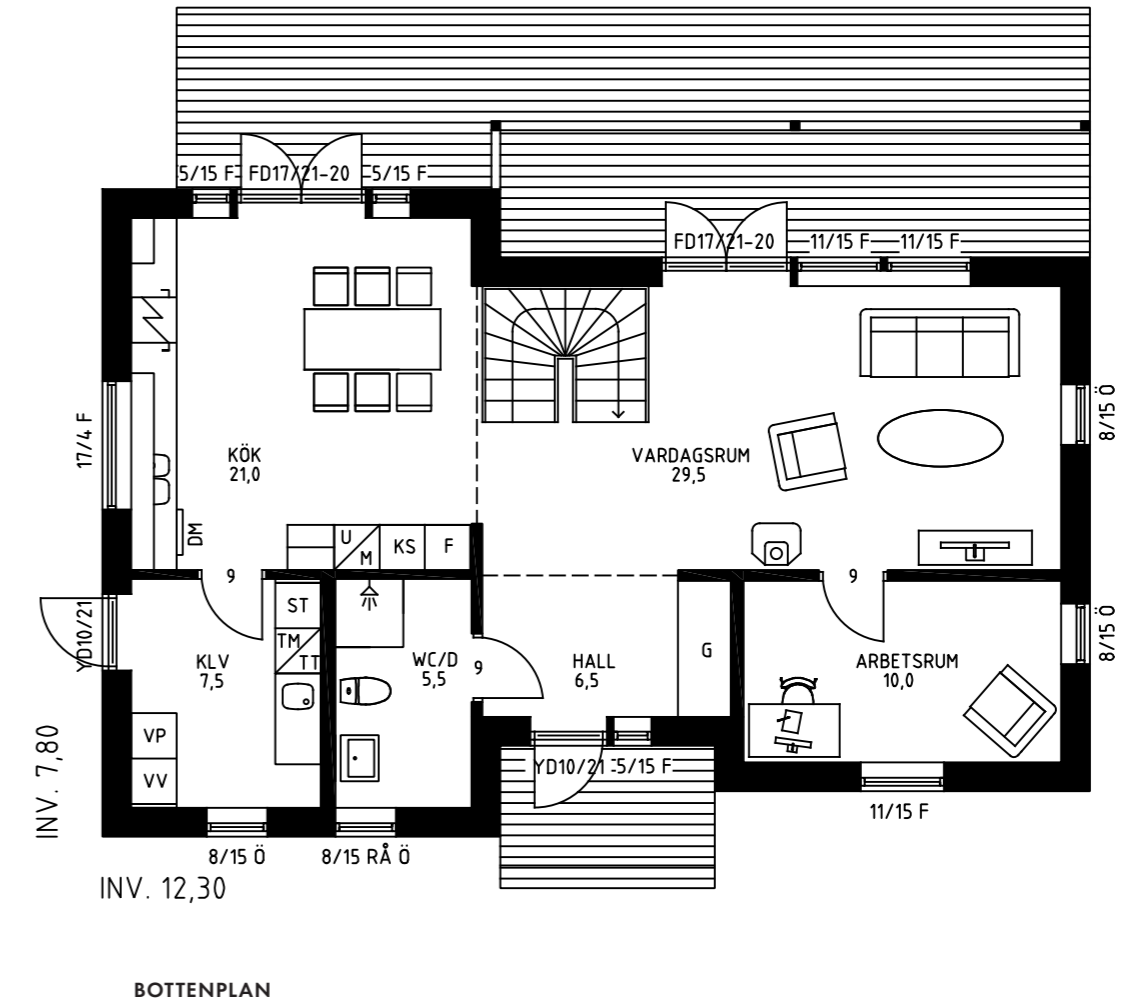 5/15 F
FD17/21-20
5/15 F
FD17/21-20
11/15 F
11/15 F
17/4 F
KÖK
21,0
VARDAGSRUM
29,5
8/15 Ö
DM
U
M
KS
F
9
9
YD10/21
ST
TM
TT
KLV
7,5
WC/D
5,5
9
HALL
6,5
G
ARBETSRUM
10,0
8/15 Ö
VP
VV
YD10/21
5/15 F
11/15 F
INV. 7,80
8/15 Ö
8/15 RÅ Ö
INV. 12,30
BOTTENPLAN